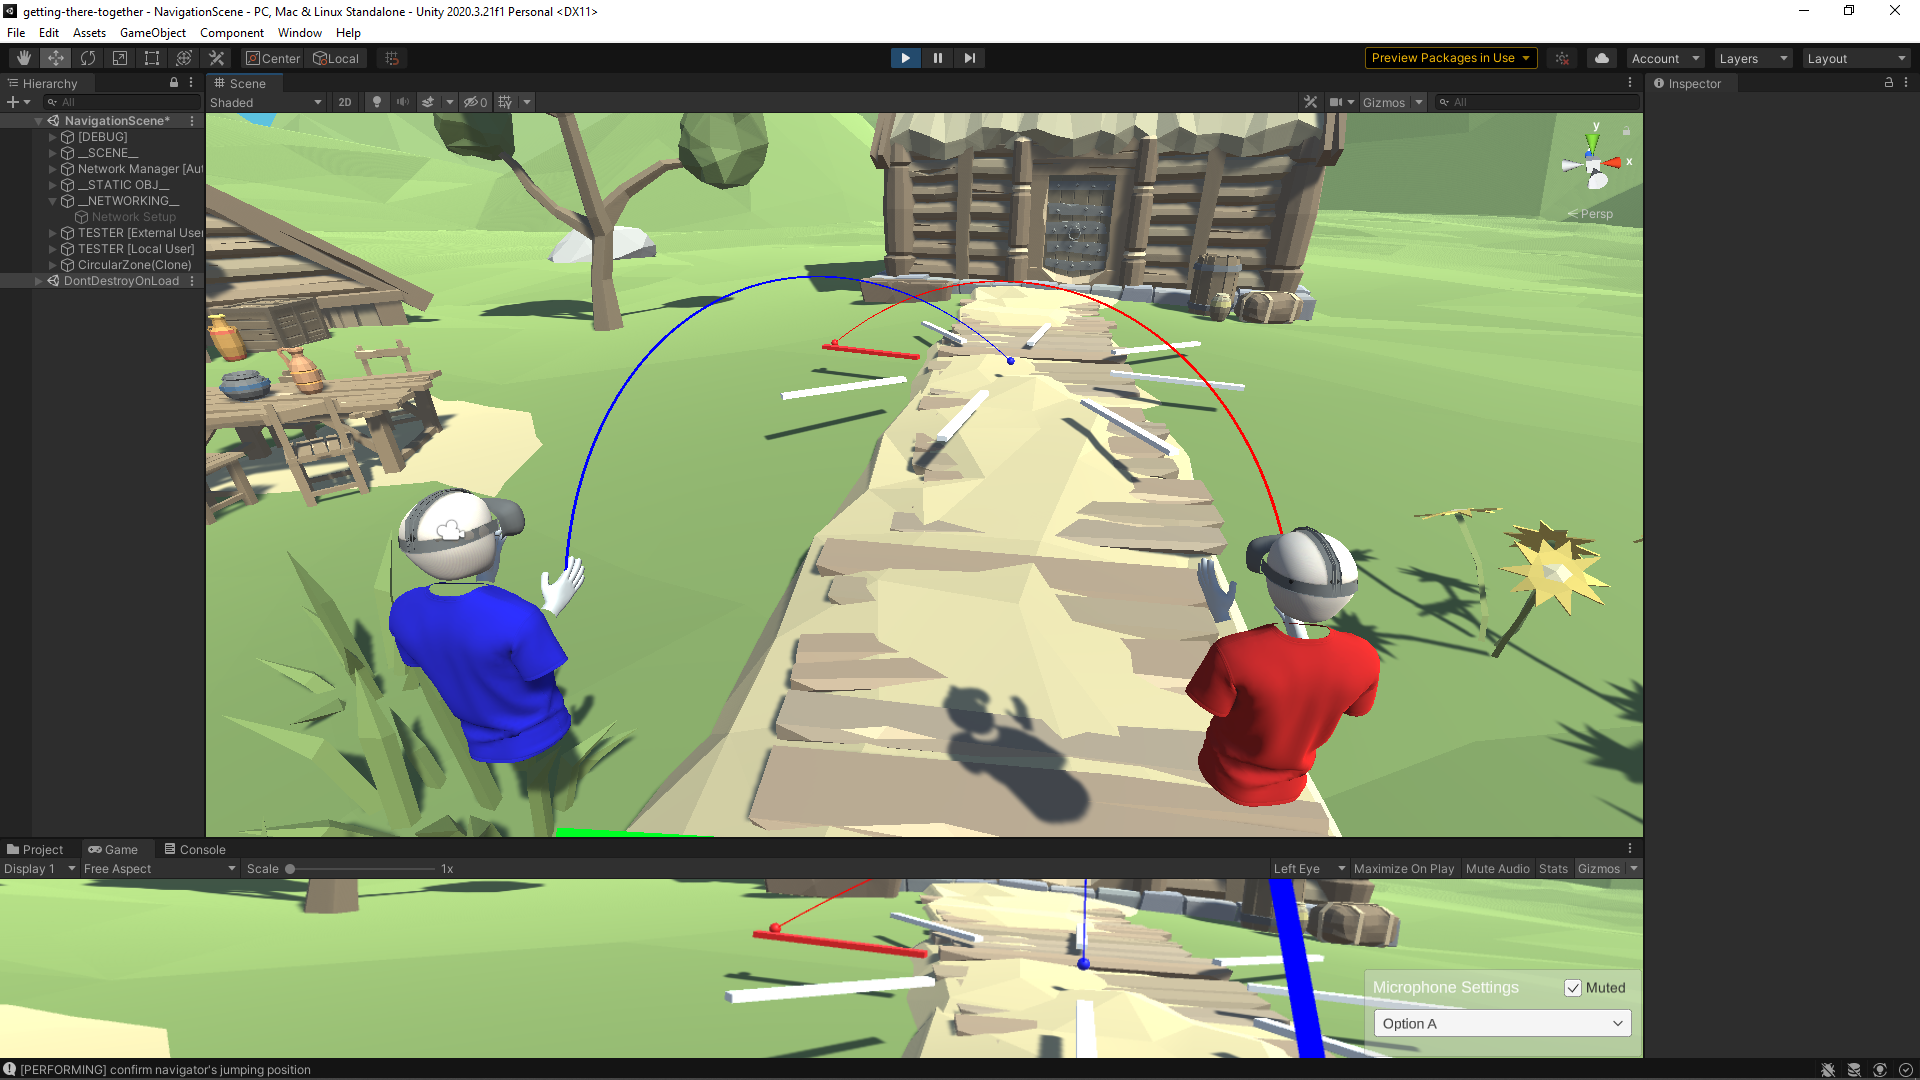 getting-there-together - NavigationScene - PC, Mac & Linux Standalone - Unity 2020.3.21f1 Personal <DX11>
File Edit Assets GameObject Component Window Help
Center Local
Preview Packages in Use Account Layers Layout
Hierarchy
All
NavigationScene*
[DEBUG]
__SCENE__
Network Manager [Aut
__STATIC OBJ__
__NETWORKING__
Network Setup
TESTER [External User
TESTER [Local User]
CircularZone(Clone)
DontDestroyOnLoad
Scene
Shaded 2D 0 Gizmos All
y
x
Persp
Inspector
Project Game Console
Display 1 Free Aspect Scale 1x Left Eye Maximize On Play Mute Audio Stats Gizmos
Microphone Settings Muted
Option A
[PERFORMING] confirm navigator's jumping position